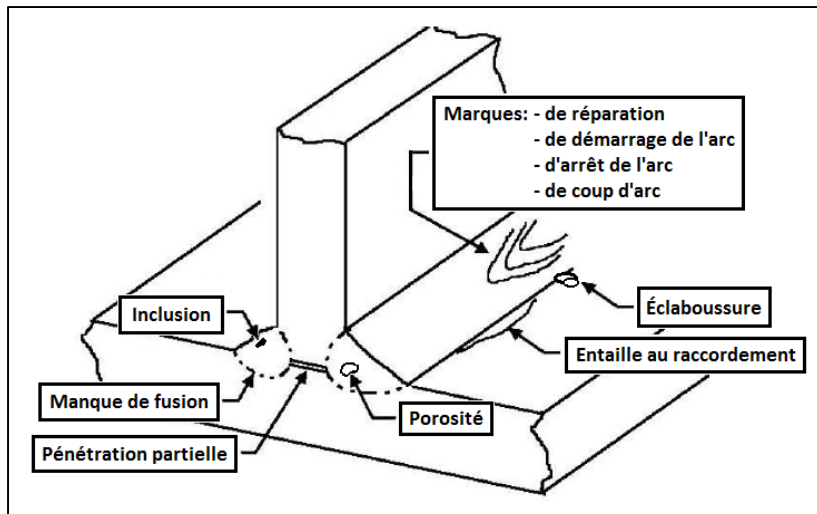 Marques: - de réparation
- de démarrage de l'arc
- d'arrêt de l'arc
- de coup d'arc
Inclusion
Éclaboussure
Entaille au raccordement
Manque de fusion
Porosité
Pénétration partielle